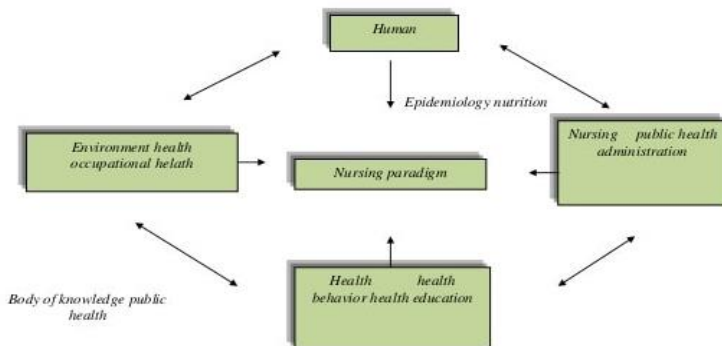 Human
Epidemiology nutrition
Environment health
occupational helath
Nursing public health
administration
Nursing paradigm
Health health
behavior health education
Body of knowledge public
health